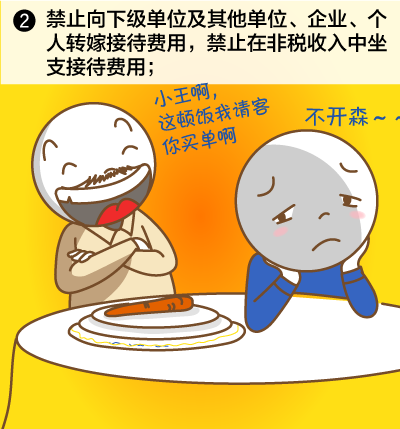 ❷ 禁止向下级单位及其他单位、企业、个
人转嫁接待费用，禁止在非税收入中坐
支接待费用；
小王啊，
这顿饭我请客
你买单啊
不开森~~